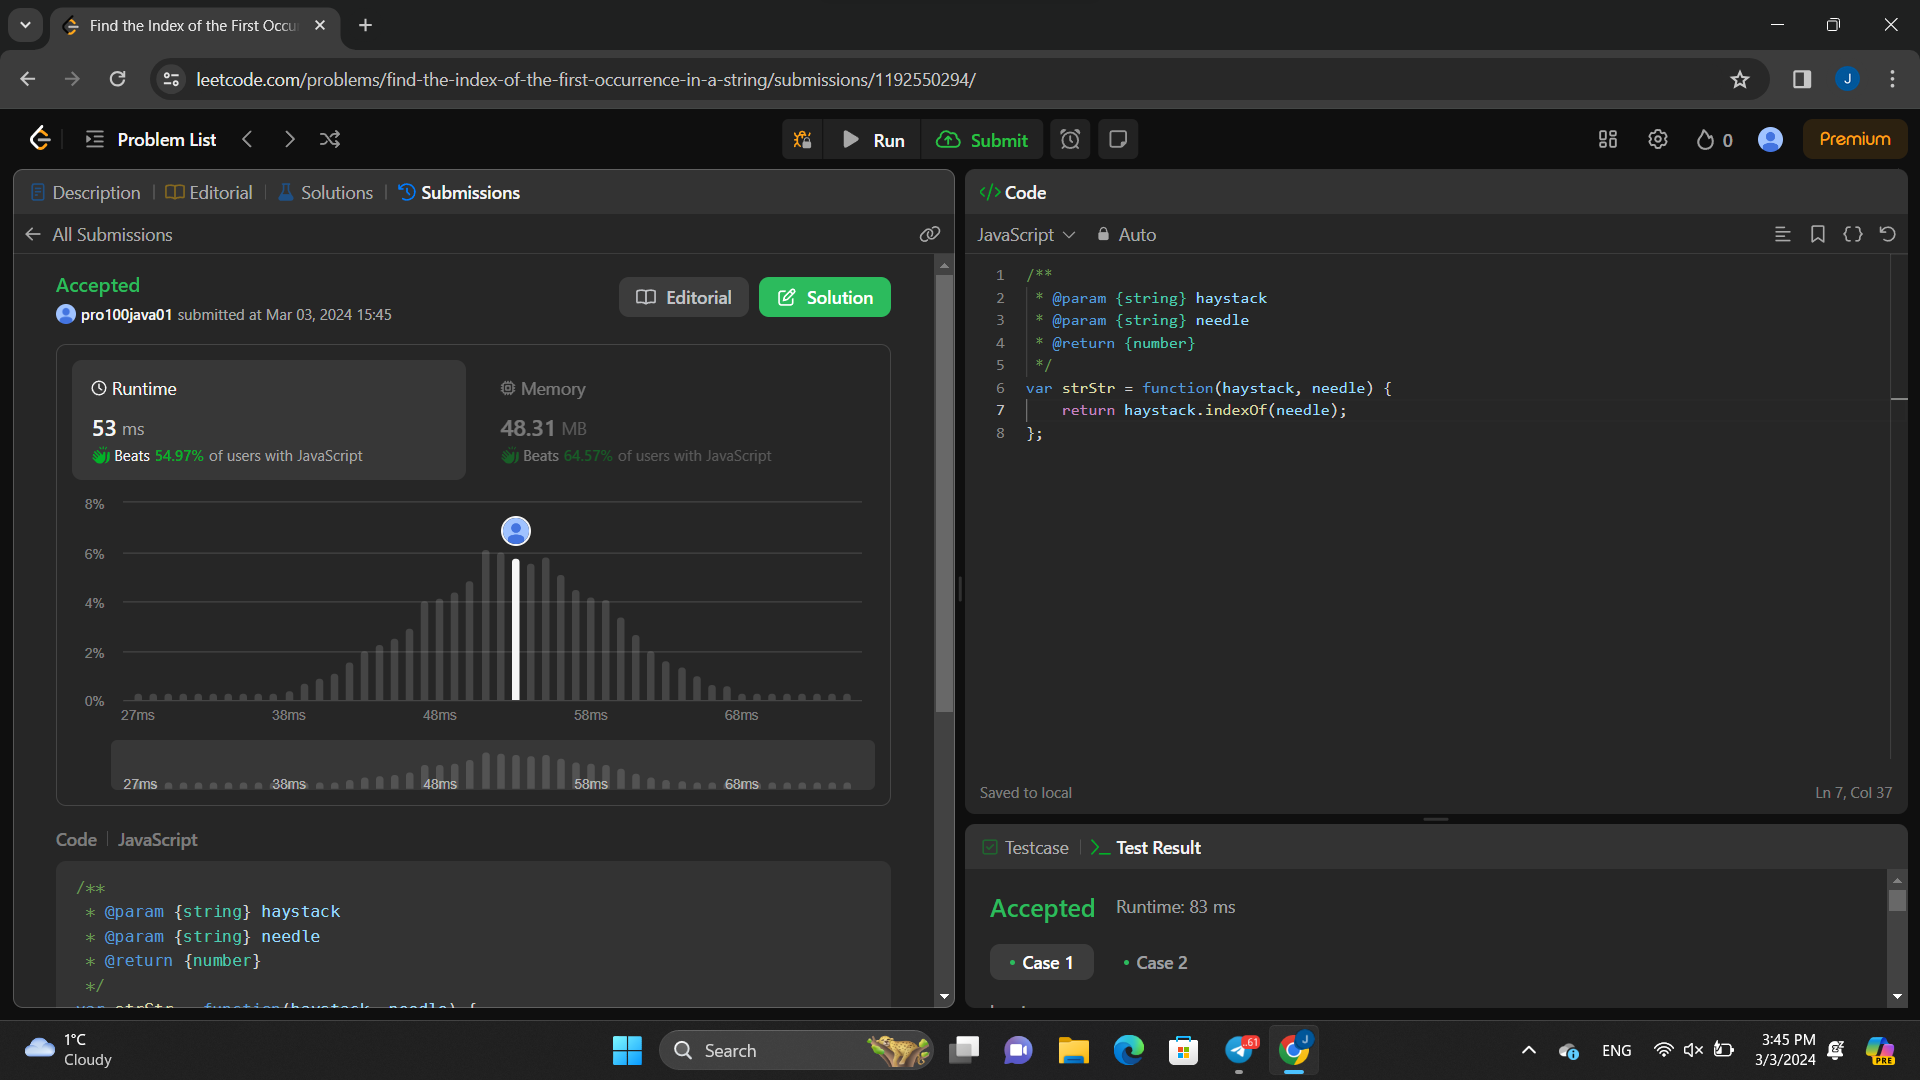 Find the Index of the First Occu
leetcode.com/problems/find-the-index-of-the-first-occurrence-in-a-string/submissions/1192550294/
J
Problem List
Run
Submit
0
Premium
Description
Editorial
Solutions
Submissions
All Submissions
Accepted
pro100java01 submitted at Mar 03, 2024 15:45
Editorial
Solution
Runtime
53 ms
Beats 54.97% of users with JavaScript
Memory
48.31 MB
Beats 64.57% of users with JavaScript
8%
6%
4%
2%
0%
27ms 38ms 48ms 58ms 68ms
27ms 38ms 48ms 58ms 68ms
Code JavaScript
/**
* @param {string} haystack
* @param {string} needle
* @return {number}
*/
var strStr = function(haystack, needle) {
</> Code
JavaScript
Auto
1 /**
2 * @param {string} haystack
3 * @param {string} needle
4 * @return {number}
5 */
6 var strStr = function(haystack, needle) {
7 return haystack.indexOf(needle);
8 };
Saved to local
Ln 7, Col 37
Testcase
Test Result
Accepted Runtime: 83 ms
• Case 1
• Case 2
1°C
Cloudy
Search
.61
J
ENG
3:45 PM
3/3/2024
PRE